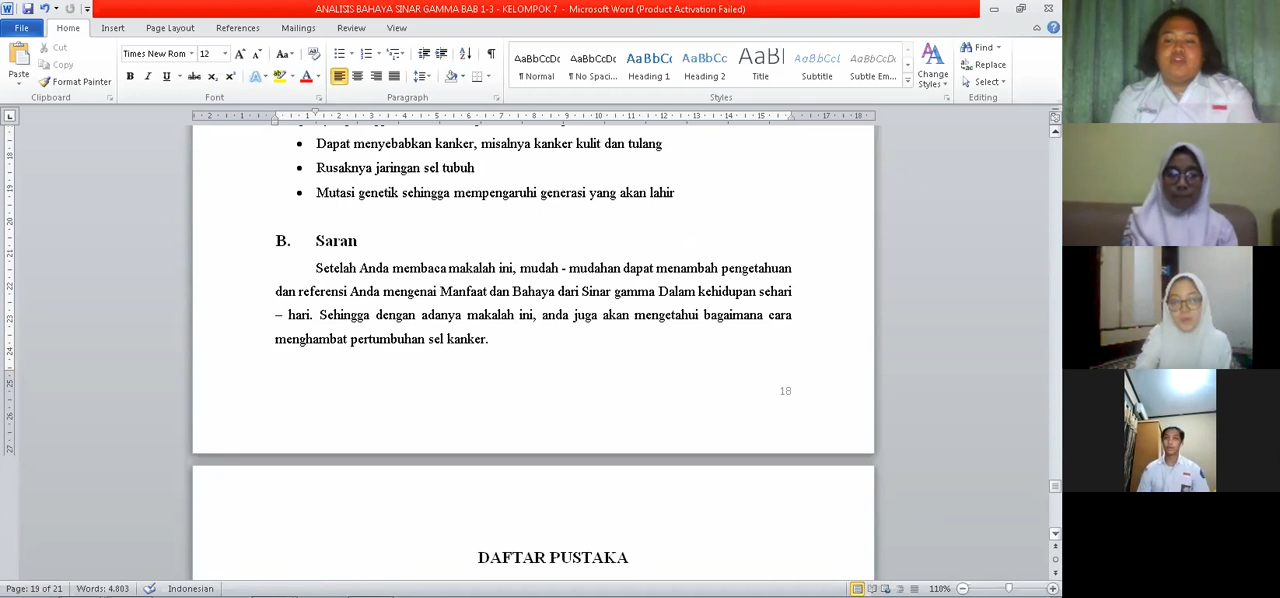 ANALISIS BAHAYA SINAR GAMMA BAB 1-3 - KELOMPOK 7 - Microsoft Word (Product Activation Failed)
File Home Insert Page Layout References Mailings Review View
Paste
Cut
Copy
Format Painter
Clipboard
Times New Rom 12
Font
Paragraph
AaBbCcDc AaBbCcDc AaBbC AaBbCc AaBl AaBbCcl AaBbCcDc
¶ Normal ¶ No Spaci... Heading 1 Heading 2 Title Subtitle Subtle Em...
Change Styles
Styles
Find
Replace
Select
Editing
• Dapat menyebabkan kanker, misalnya kanker kulit dan tulang
• Rusaknya jaringan sel tubuh
• Mutasi genetik sehingga mempengaruhi generasi yang akan lahir
B. Saran
Setelah Anda membaca makalah ini, mudah - mudahan dapat menambah pengetahuan
dan referensi Anda mengenai Manfaat dan Bahaya dari Sinar gamma Dalam kehidupan sehari
– hari. Sehingga dengan adanya makalah ini, anda juga akan mengetahui bagaimana cara
menghambat pertumbuhan sel kanker.
18
DAFTAR PUSTAKA
Page: 19 of 21 Words: 4.803 Indonesian 110%